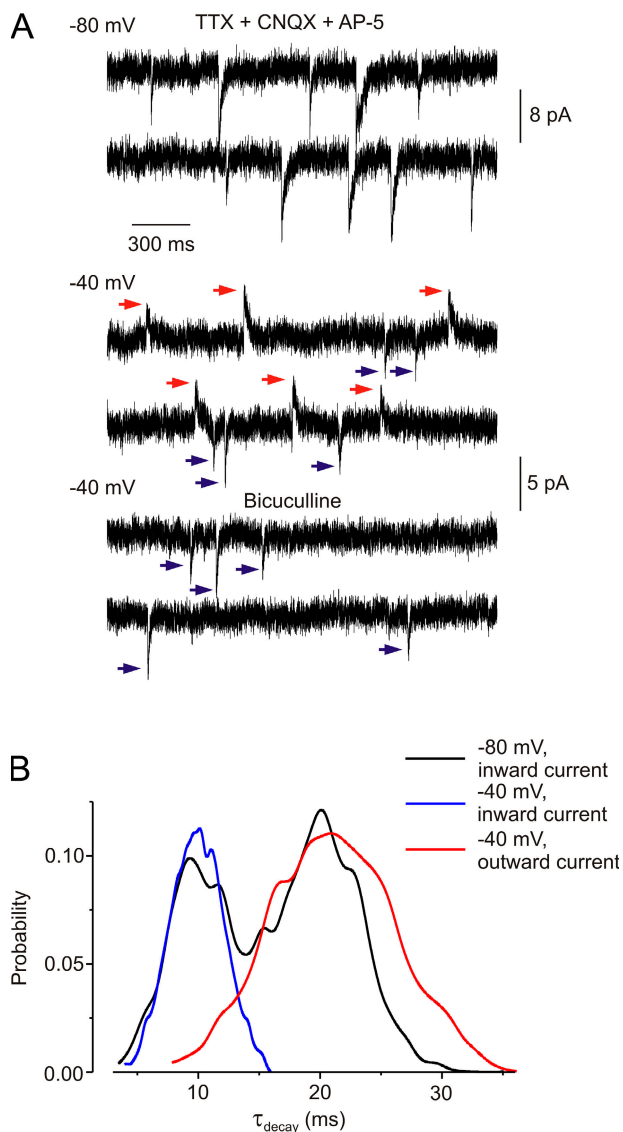 A
-80 mV
TTX + CNQX + AP-5
8 pA
300 ms
-40 mV
-40 mV
Bicuculline
5 pA
B
-80 mV,
inward current
-40 mV,
inward current
-40 mV,
outward current
Probability
0.10
0.05
0.00
10
20
30
τdecay (ms)